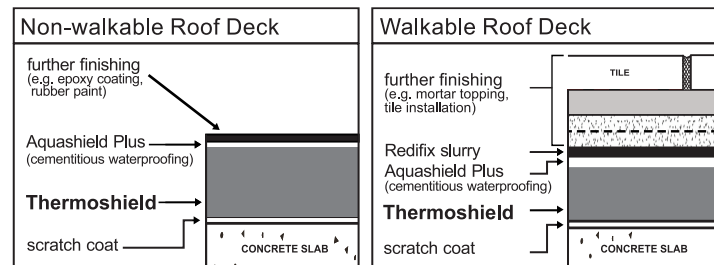 Non-walkable Roof Deck
further finishing
(e.g. epoxy coating,
rubber paint)
Aquashield Plus
(cementitious waterproofing)
Thermoshield
scratch coat
CONCRETE SLAB
Walkable Roof Deck
further finishing
(e.g. mortar topping,
tile installation)
TILE
Redifix slurry
Aquashield Plus
(cementitious waterproofing)
Thermoshield
scratch coat
CONCRETE SLAB